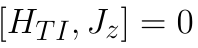 [H_{TI}, J_z] = 0